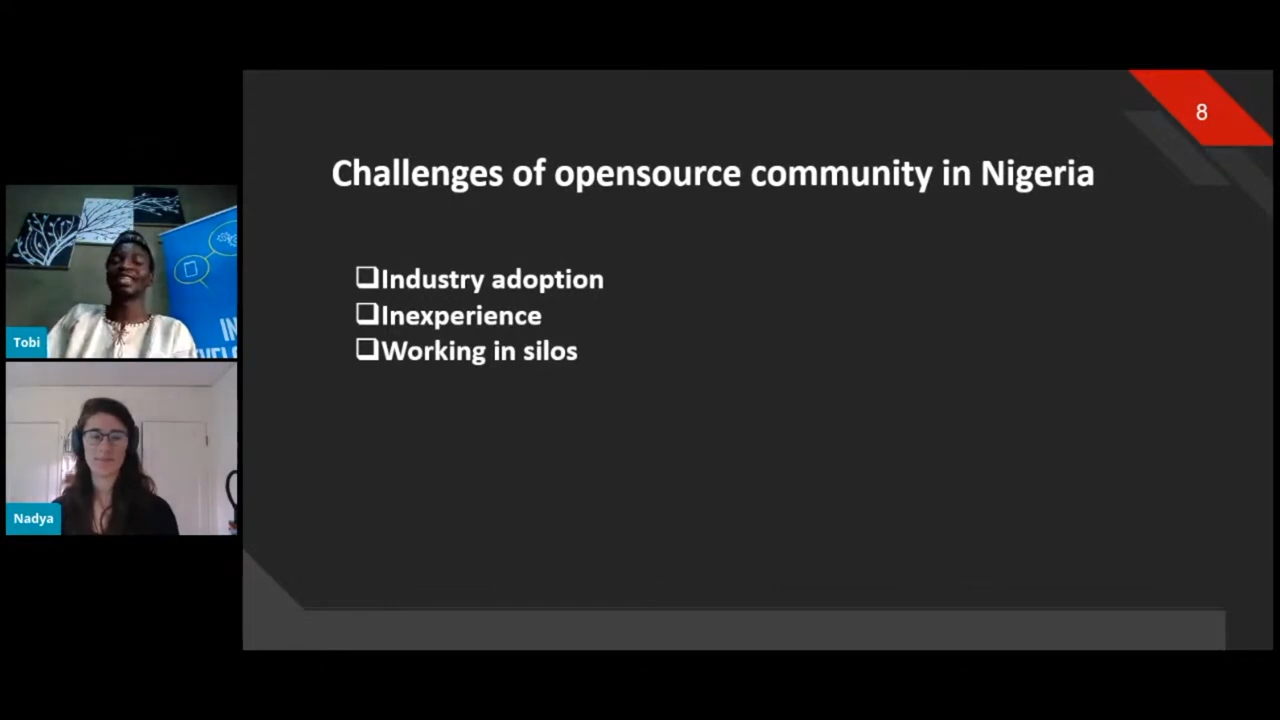 8
Challenges of opensource community in Nigeria
Industry adoption
Inexperience
Working in silos
Tobi
Nadya